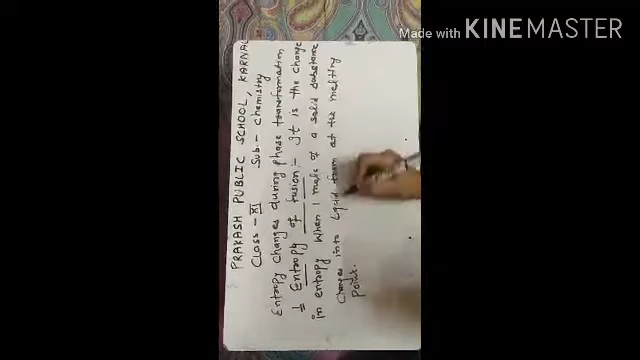 Made with KINEMASTER
PRAKASH PUBLIC SCHOOL, KARNAL
Class - XI Sub. - Chemistry
Entropy changes during phase transformation
Entropy of fusion:- It is the change
in entropy when 1 mole of a solid substance
changes into Lquid form at the melting
point.